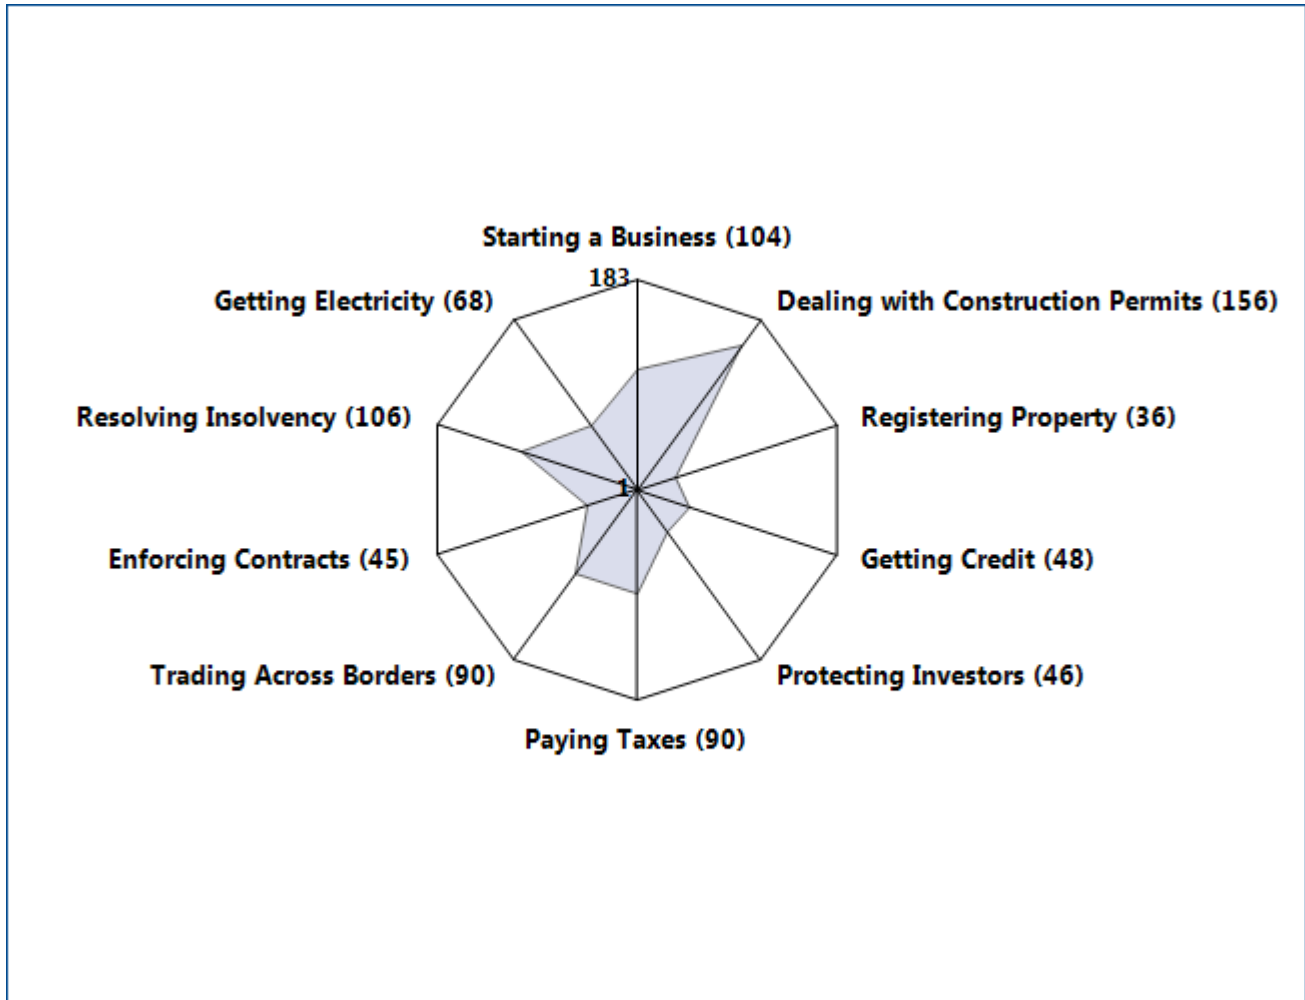 Starting a Business (104)
183
Getting Electricity (68)
Dealing with Construction Permits (156)
Resolving Insolvency (106)
Registering Property (36)
1
Enforcing Contracts (45)
Getting Credit (48)
Trading Across Borders (90)
Protecting Investors (46)
Paying Taxes (90)